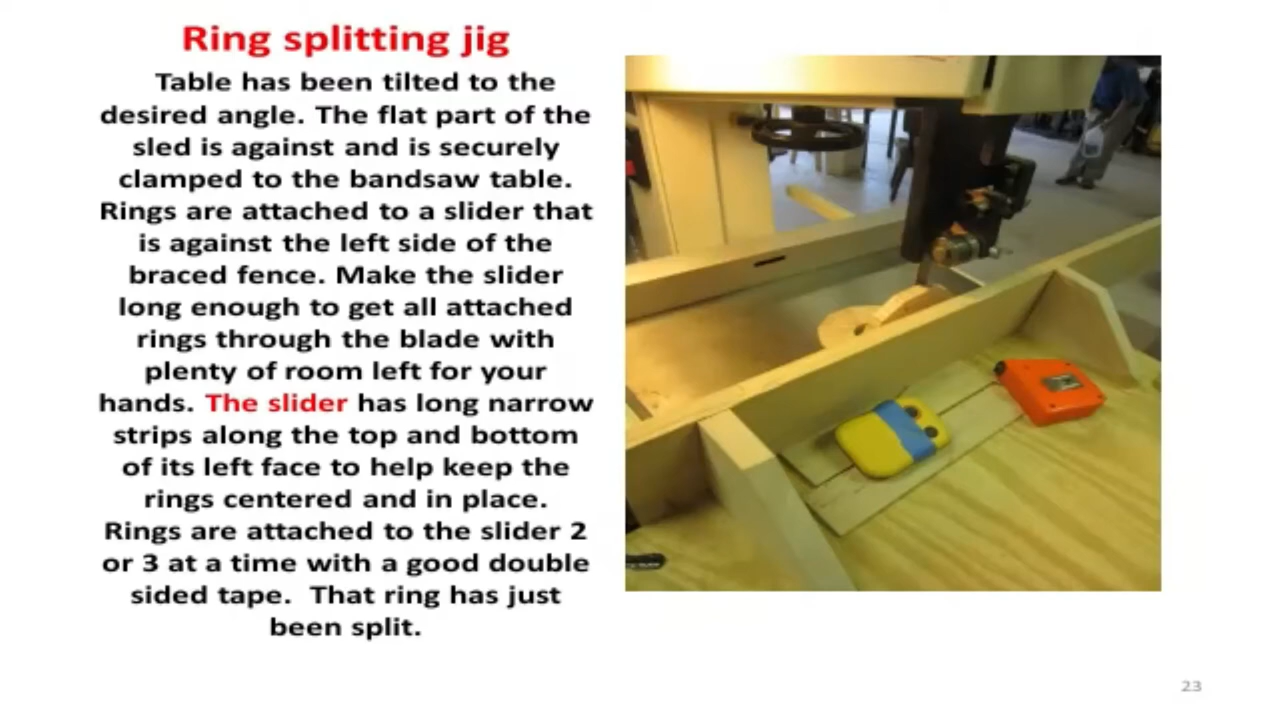 Ring splitting jig
Table has been tilted to the
desired angle. The flat part of the
sled is against and is securely
clamped to the bandsaw table.
Rings are attached to a slider that
is against the left side of the
braced fence. Make the slider
long enough to get all attached
rings through the blade with
plenty of room left for your
hands. The slider has long narrow
strips along the top and bottom
of its left face to help keep the
rings centered and in place.
Rings are attached to the slider 2
or 3 at a time with a good double
sided tape.  That ring has just
been split.
23